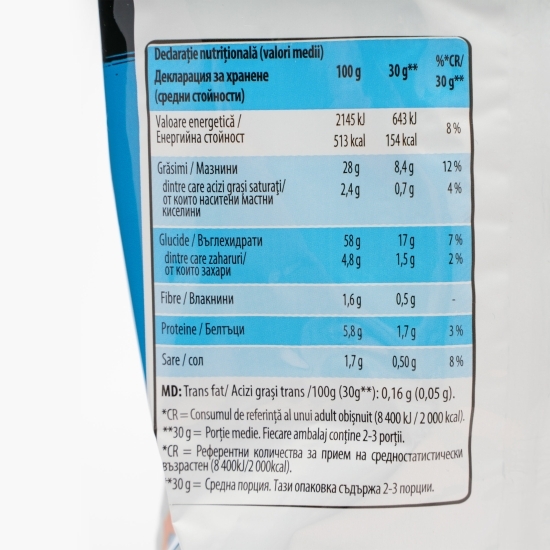 Declarație nutrițională (valori medii)
Декларация за хранене
(средни стойности)
100 g
30 g**
%*CR/
30 g**
Valoare energetică /
Енергийна стойност
2145 kJ 643 kJ
513 kcal 154 kcal
8 %
Grăsimi / Мазнини 28 g 8,4 g 12 %
dintre care acizi grași saturați/ 2,4 g 0,7 g 4 %
от които наситени мастни
киселини
Glucide / Въглехидрати 58 g 17 g 7 %
dintre care zaharuri/ 4,8 g 1,5 g 2 %
от които захари
Fibre / Влакнини 1,6 g 0,5 g -
Proteine / Белтъци 5,8 g 1,7 g 3 %
Sare / сол 1,7 g 0,50 g 8 %
MD: Trans fat/ Acizi grași trans /100g (30g**): 0,16 g (0,05 g).
*CR = Consumul de referință al unui adult obișnuit (8 400 kJ / 2 000 kcal).
**30 g = Porție medie. Fiecare ambalaj conține 2-3 porții.
*CR = Референтни количества за прием на средностатистически
възрастен (8 400kJ/2 000kcal).
**30 g = Средна порция. Тази опаковка съдържа 2-3 порции.